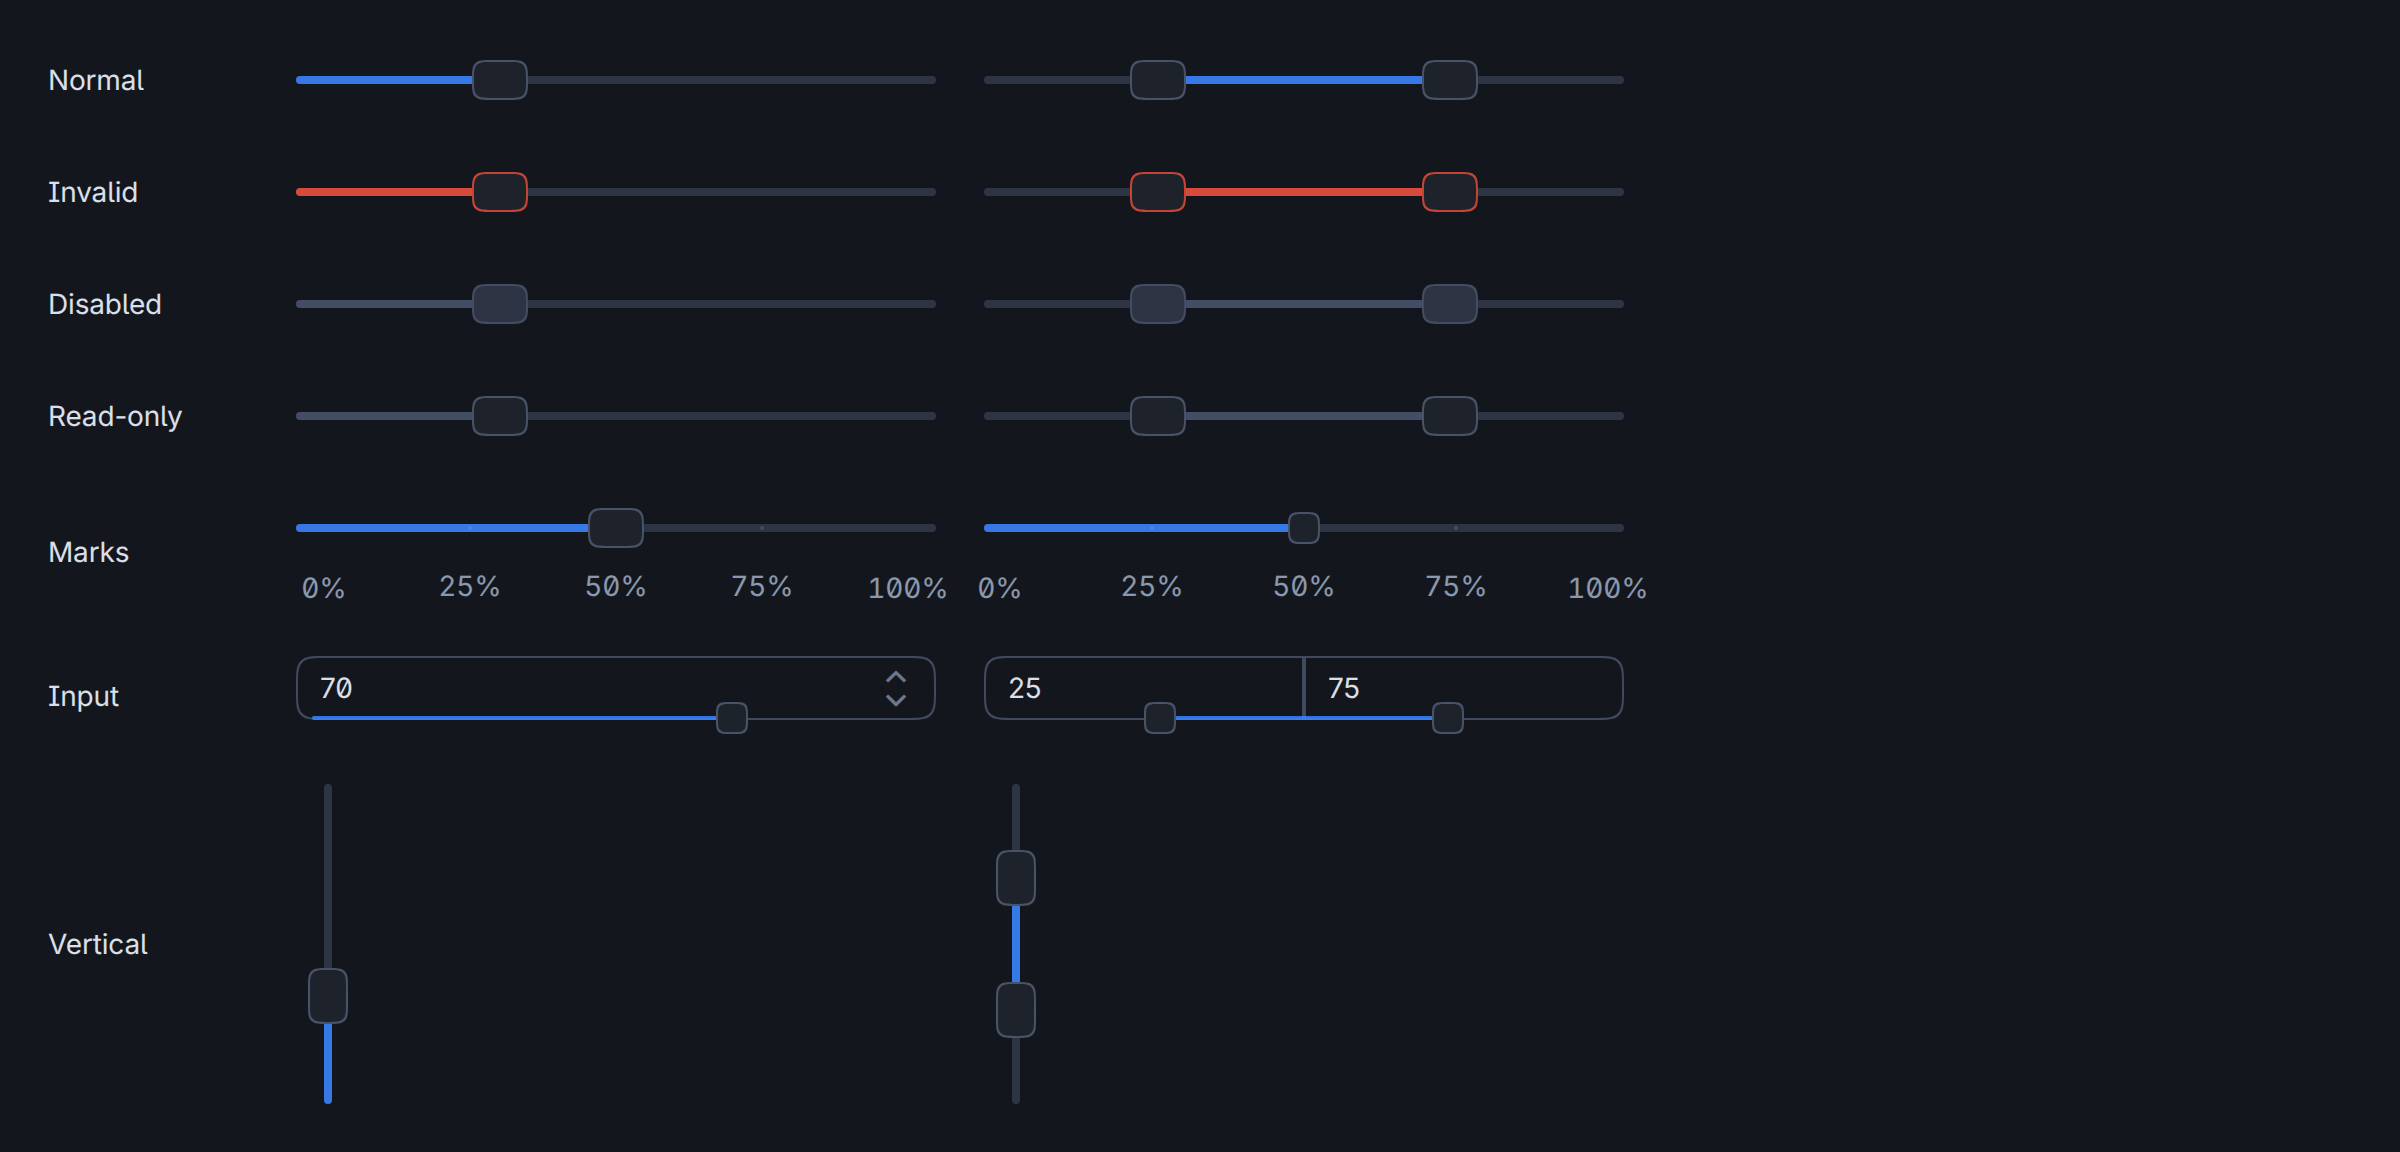 Normal
Invalid
Disabled
Read-only
Marks
0% 25% 50% 75% 100% 0% 25% 50% 75% 100%
Input 70 25 75
Vertical